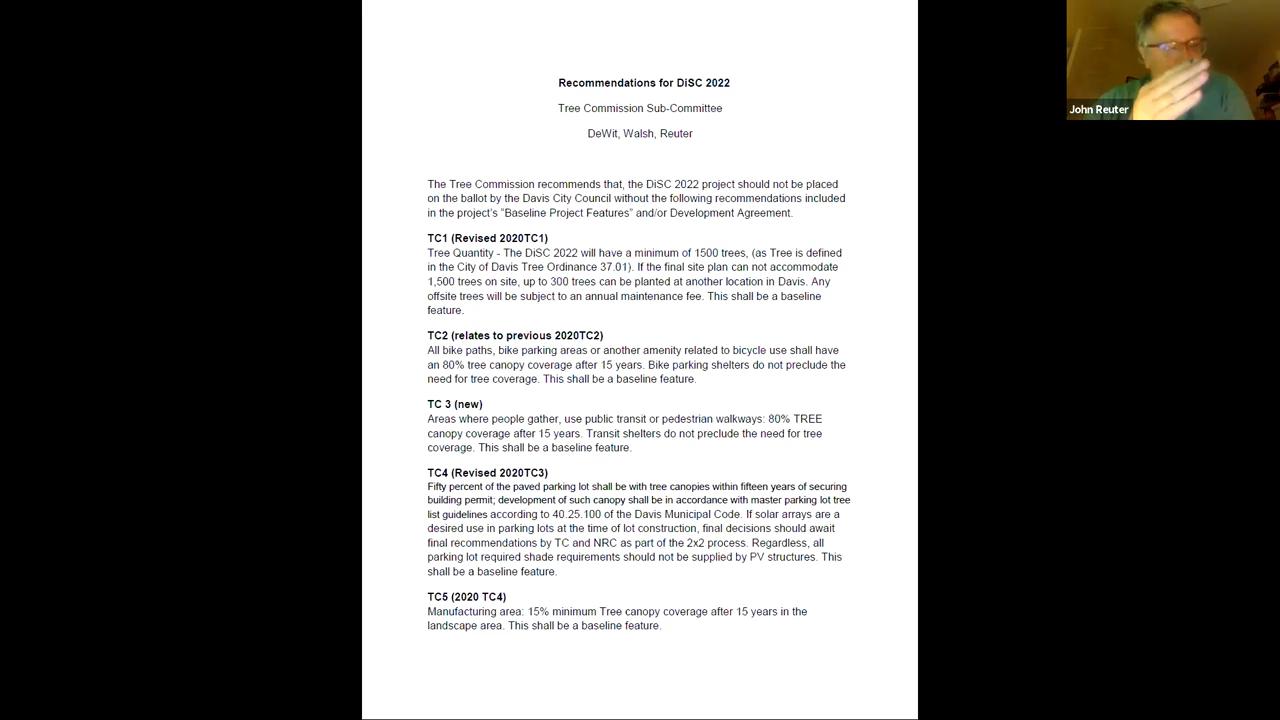 Recommendations for DiSC 2022
Tree Commission Sub-Committee
DeWit, Walsh, Reuter
The Tree Commission recommends that, the DiSC 2022 project should not be placed
on the ballot by the Davis City Council without the following recommendations included
in the project's "Baseline Project Features" and/or Development Agreement.
TC1 (Revised 2020TC1)
Tree Quantity - The DiSC 2022 will have a minimum of 1500 trees, (as Tree is defined
in the City of Davis Tree Ordinance 37.01). If the final site plan can not accommodate
1,500 trees on site, up to 300 trees can be planted at another location in Davis. Any
offsite trees will be subject to an annual maintenance fee. This shall be a baseline
feature.
TC2 (relates to previous 2020TC2)
All bike paths, bike parking areas or another amenity related to bicycle use shall have
an 80% tree canopy coverage after 15 years. Bike parking shelters do not preclude the
need for tree coverage. This shall be a baseline feature.
TC 3 (new)
Areas where people gather, use public transit or pedestrian walkways: 80% TREE
canopy coverage after 15 years. Transit shelters do not preclude the need for tree
coverage. This shall be a baseline feature.
TC4 (Revised 2020TC3)
Fifty percent of the paved parking lot shall be with tree canopies within fifteen years of securing
building permit; development of such canopy shall be in accordance with master parking lot tree
list guidelines according to 40.25.100 of the Davis Municipal Code. If solar arrays are a
desired use in parking lots at the time of lot construction, final decisions should await
final recommendations by TC and NRC as part of the 2x2 process. Regardless, all
parking lot required shade requirements should not be supplied by PV structures. This
shall be a baseline feature.
TC5 (2020 TC4)
Manufacturing area: 15% minimum Tree canopy coverage after 15 years in the
landscape area. This shall be a baseline feature.
John Reuter